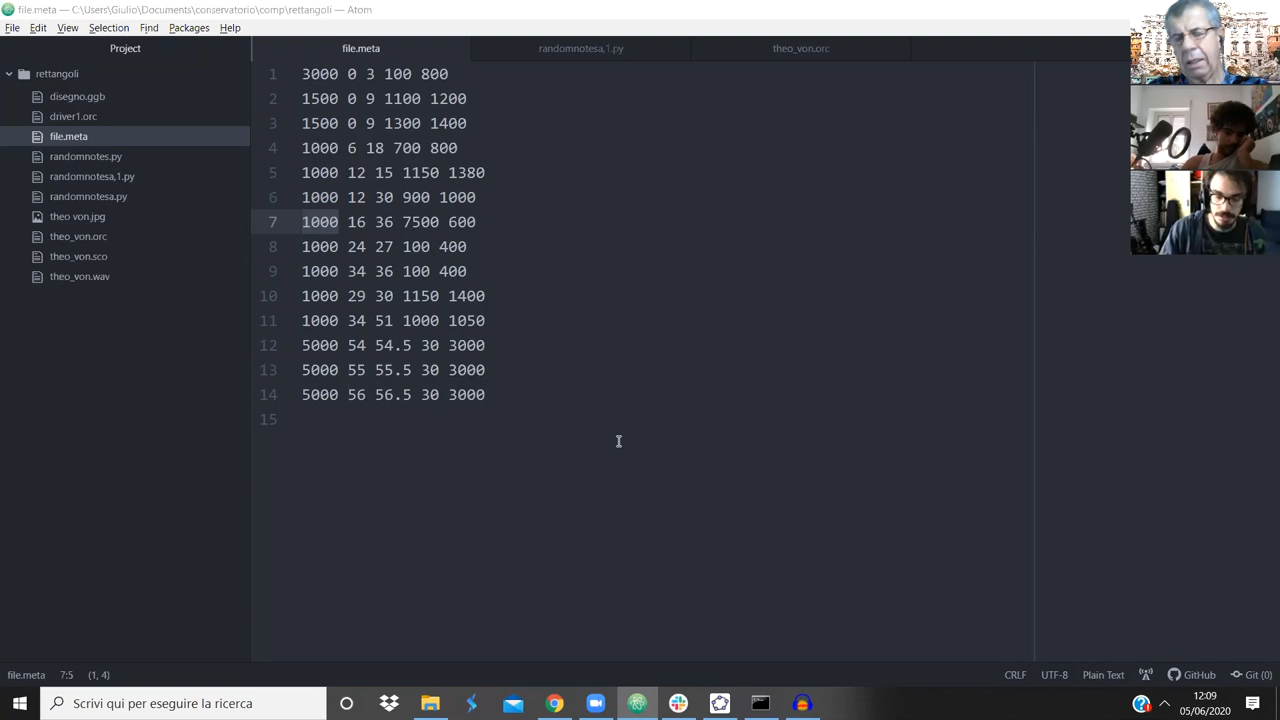 file.meta — C:\Users\Giulio\Documents\conservatorio\comp\rettangoli — Atom
File Edit View Selection Find Packages Help
Project file.meta randomnotesa,1.py theo_von.orc
rettangoli
disegno.ggb
driver1.orc
file.meta
randomnotes.py
randomnotesa,1.py
randomnotesa.py
theo von.jpg
theo_von.orc
theo_von.sco
theo_von.wav
1 3000 0 3 100 800
2 1500 0 9 1100 1200
3 1500 0 9 1300 1400
4 1000 6 18 700 800
5 1000 12 15 1150 1380
6 1000 12 30 900
7 1000 16 36 7500
8 1000 24 27 100 400
9 1000 34 36 100 400
10 1000 29 30 1150 1400
11 1000 34 51 1000 1050
12 5000 54 54.5 30 3000
13 5000 55 55.5 30 3000
14 5000 56 56.5 30 3000
15
file.meta 7:5 (1, 4) CRLF UTF-8 Plain Text GitHub Git (0)
Scrivi qui per eseguire la ricerca
12:09
05/06/2020